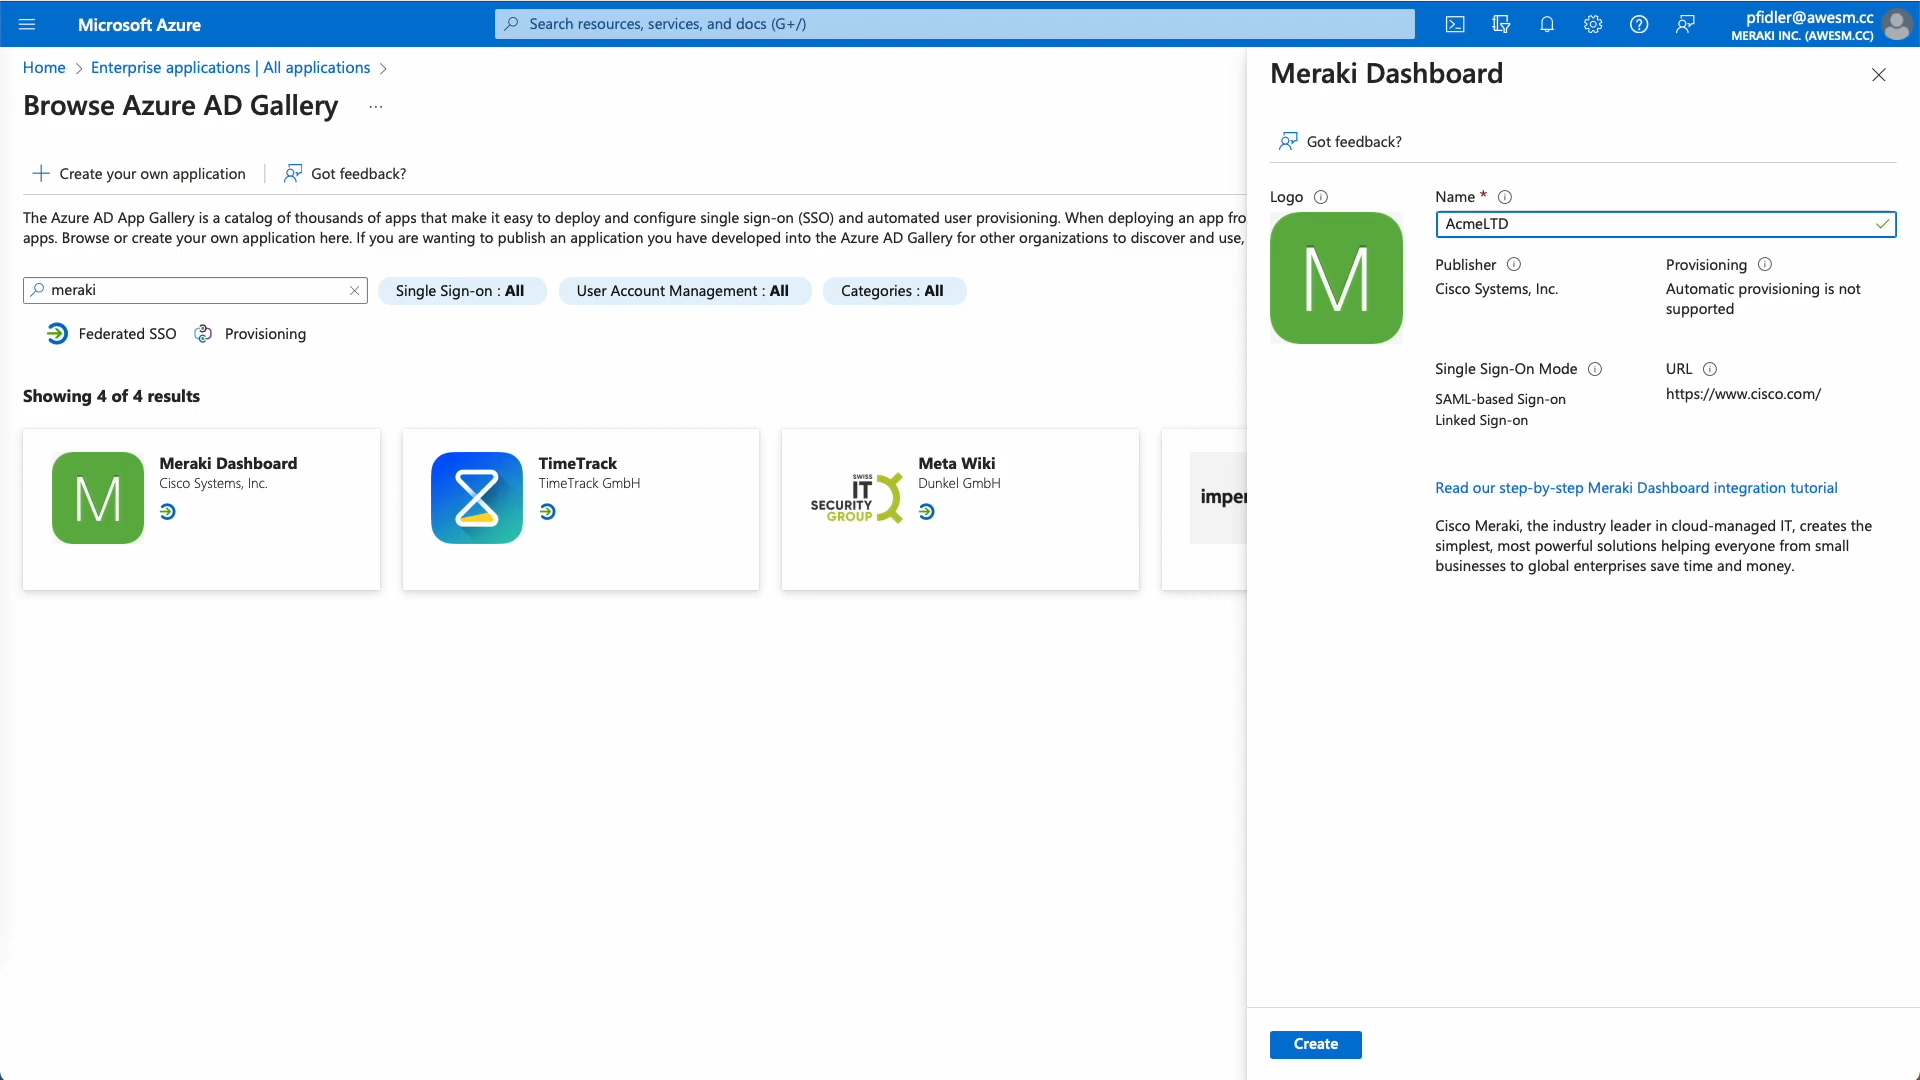 Microsoft Azure
Search resources, services, and docs (G+/)
pfidler@awesm.cc
MERAKI INC. (AWESM.CC)
Home > Enterprise applications | All applications >
Browse Azure AD Gallery ...
Create your own application
Got feedback?
The Azure AD App Gallery is a catalog of thousands of apps that make it easy to deploy and configure single sign-on (SSO) and automated user provisioning. When deploying an app fro
apps. Browse or create your own application here. If you are wanting to publish an application you have developed into the Azure AD Gallery for other organizations to discover and use,
meraki
Single Sign-on : All
User Account Management : All
Categories : All
Federated SSO
Provisioning
Showing 4 of 4 results
M
Meraki Dashboard
Cisco Systems, Inc.
TimeTrack
TimeTrack GmbH
SWISS
IT
SECURITY
GROUP
Meta Wiki
Dunkel GmbH
imper
Meraki Dashboard
Got feedback?
Logo
M
Name *
AcmeLTD
Publisher
Cisco Systems, Inc.
Provisioning
Automatic provisioning is not
supported
Single Sign-On Mode
SAML-based Sign-on
Linked Sign-on
URL
https://www.cisco.com/
Read our step-by-step Meraki Dashboard integration tutorial
Cisco Meraki, the industry leader in cloud-managed IT, creates the
simplest, most powerful solutions helping everyone from small
businesses to global enterprises save time and money.
Create